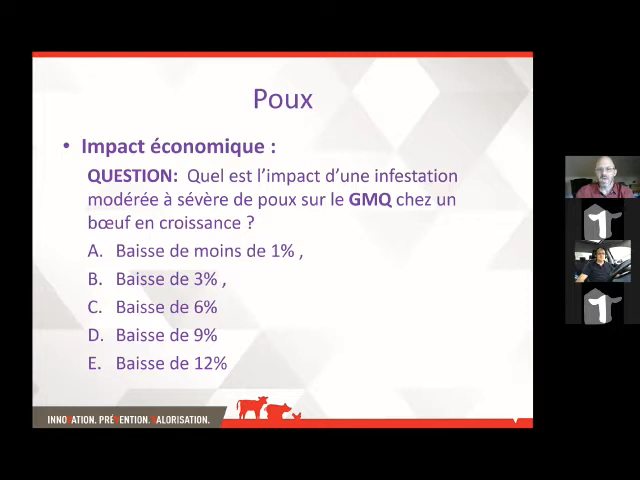 Poux
• Impact économique :
QUESTION: Quel est l'impact d'une infestation
modérée à sévère de poux sur le GMQ chez un
bœuf en croissance ?
A. Baisse de moins de 1% ,
B. Baisse de 3% ,
C. Baisse de 6%
D. Baisse de 9%
E. Baisse de 12%
INNOVATION. PRÉVENTION. VALORISATION.